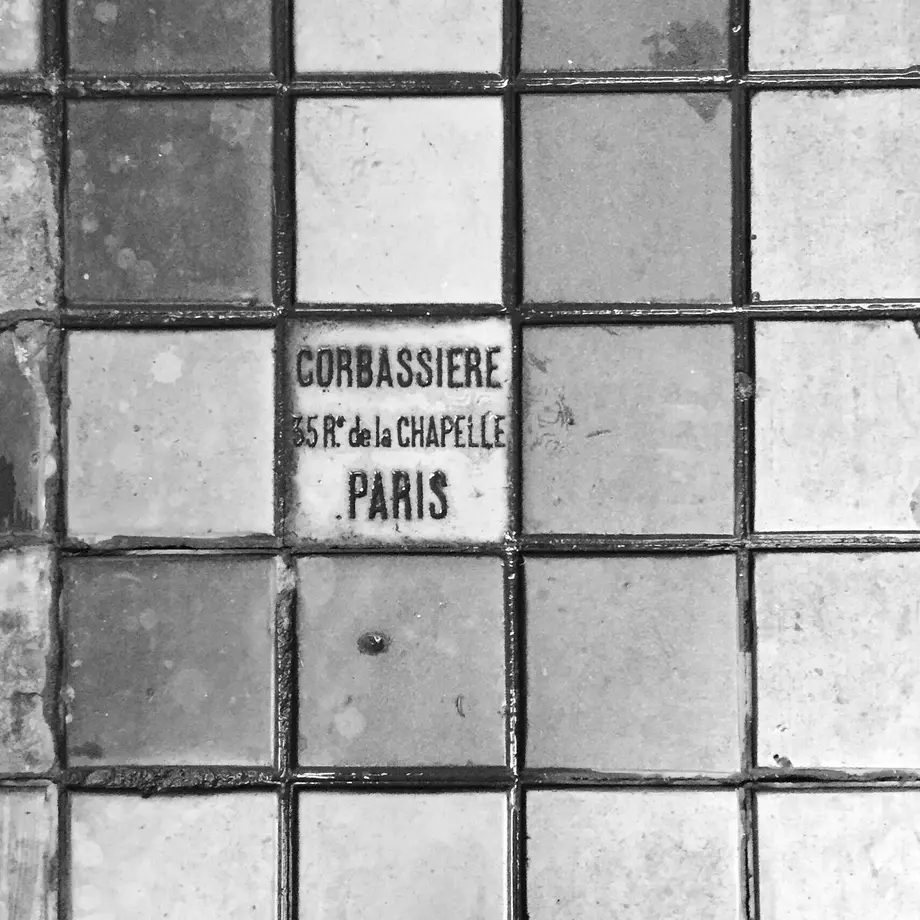 CORBASSIERE
35 R.e de la CHAPELLE
PARIS